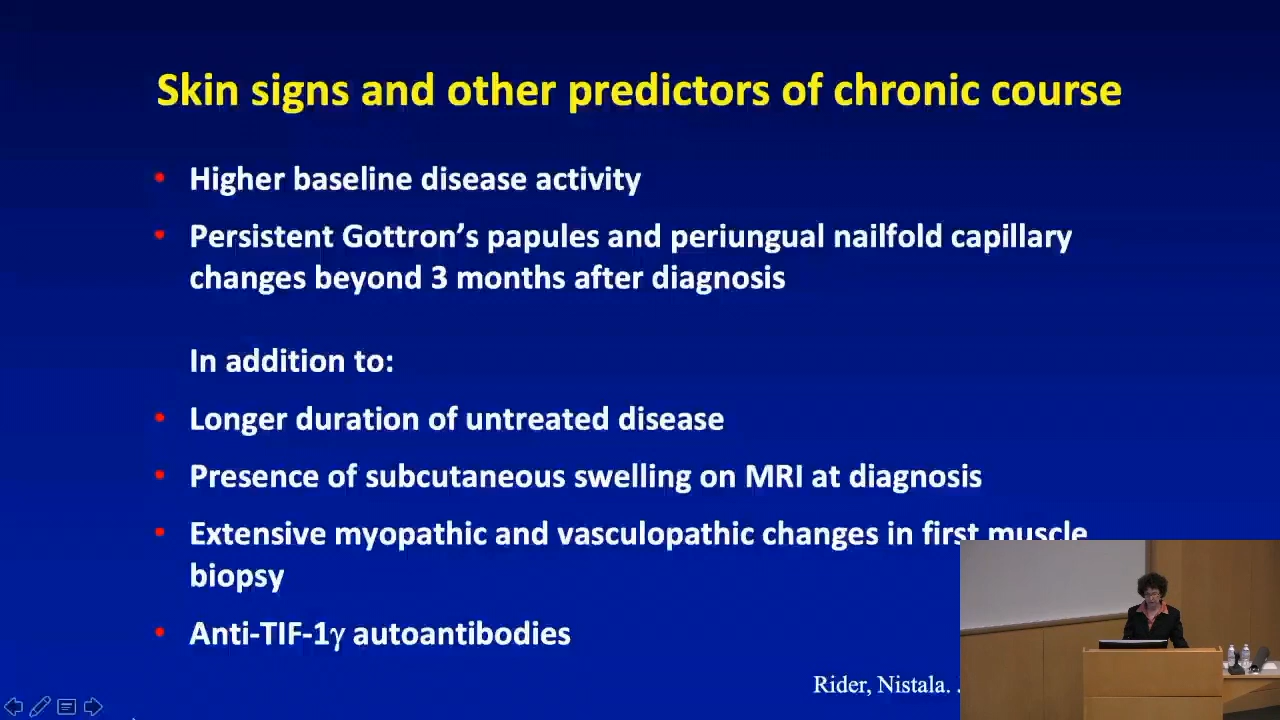 Skin signs and other predictors of chronic course
• Higher baseline disease activity
• Persistent Gottron's papules and periungual nailfold capillary
changes beyond 3 months after diagnosis
In addition to:
• Longer duration of untreated disease
• Presence of subcutaneous swelling on MRI at diagnosis
• Extensive myopathic and vasculopathic changes in first muscle
biopsy
• Anti-TIF-1γ autoantibodies
Rider, Nistala.